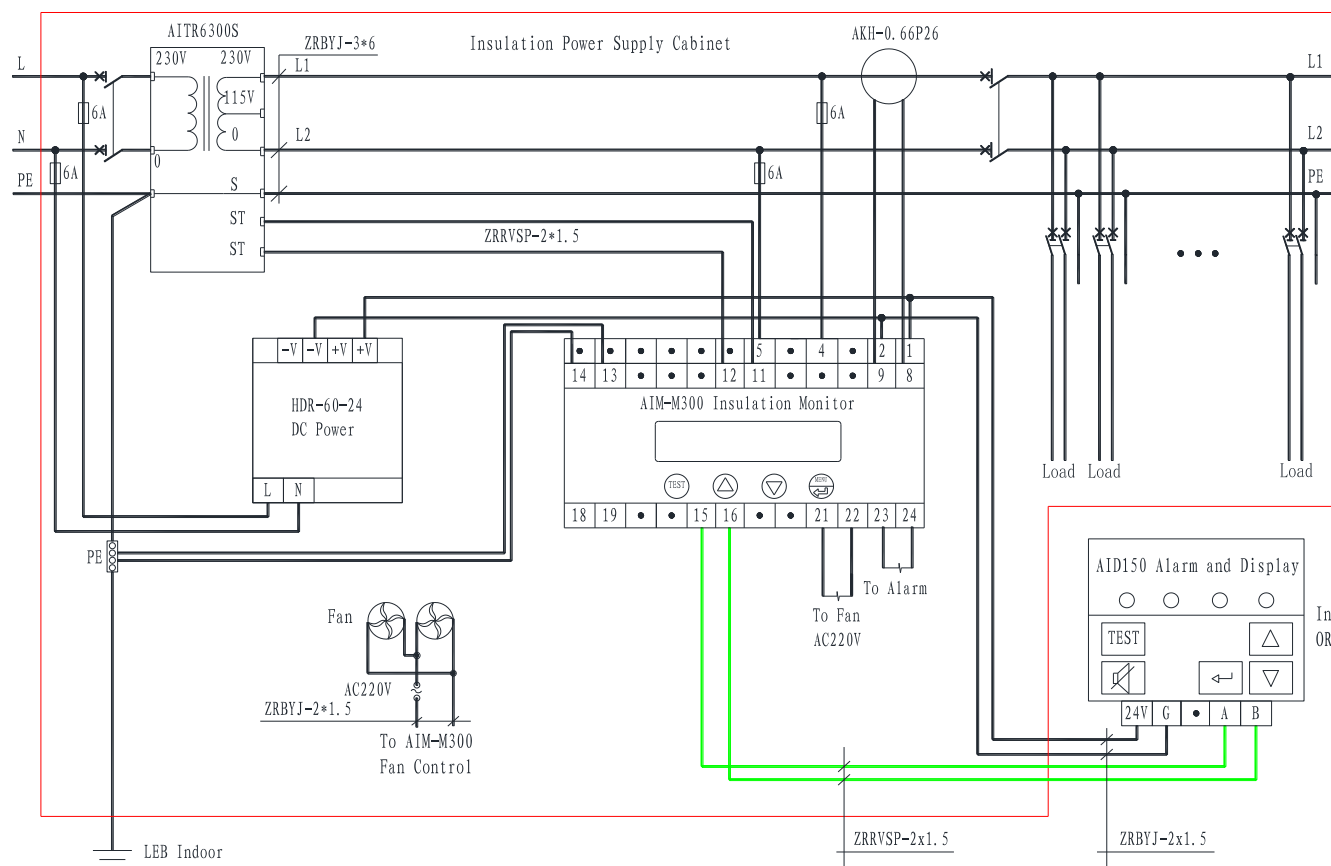 AITR6300S
ZRBYJ-3*6
Insulation Power Supply Cabinet
AKH-0.66P26
L
230V
230V
L1
L1
6A
115V
6A
N
0
L2
L2
0
6A
6A
PE
S
PE
ST
ST
ZRRVSP-2*1.5
-V
-V
+V
+V
HDR-60-24
DC Power
L
N
5
4
2
1
14
13
12
11
9
8
AIM-M300 Insulation Monitor
TEST
MENU
18
19
15
16
21
22
23
24
Load
Load
Load
PE
To Alarm
To Fan
AC220V
Fan
AC220V
ZRBYJ-2*1.5
To AIM-M300
Fan Control
AID150 Alarm and Display
TEST
In
OR
24V
G
A
B
ZRRVSP-2x1.5
ZRBYJ-2x1.5
LEB Indoor